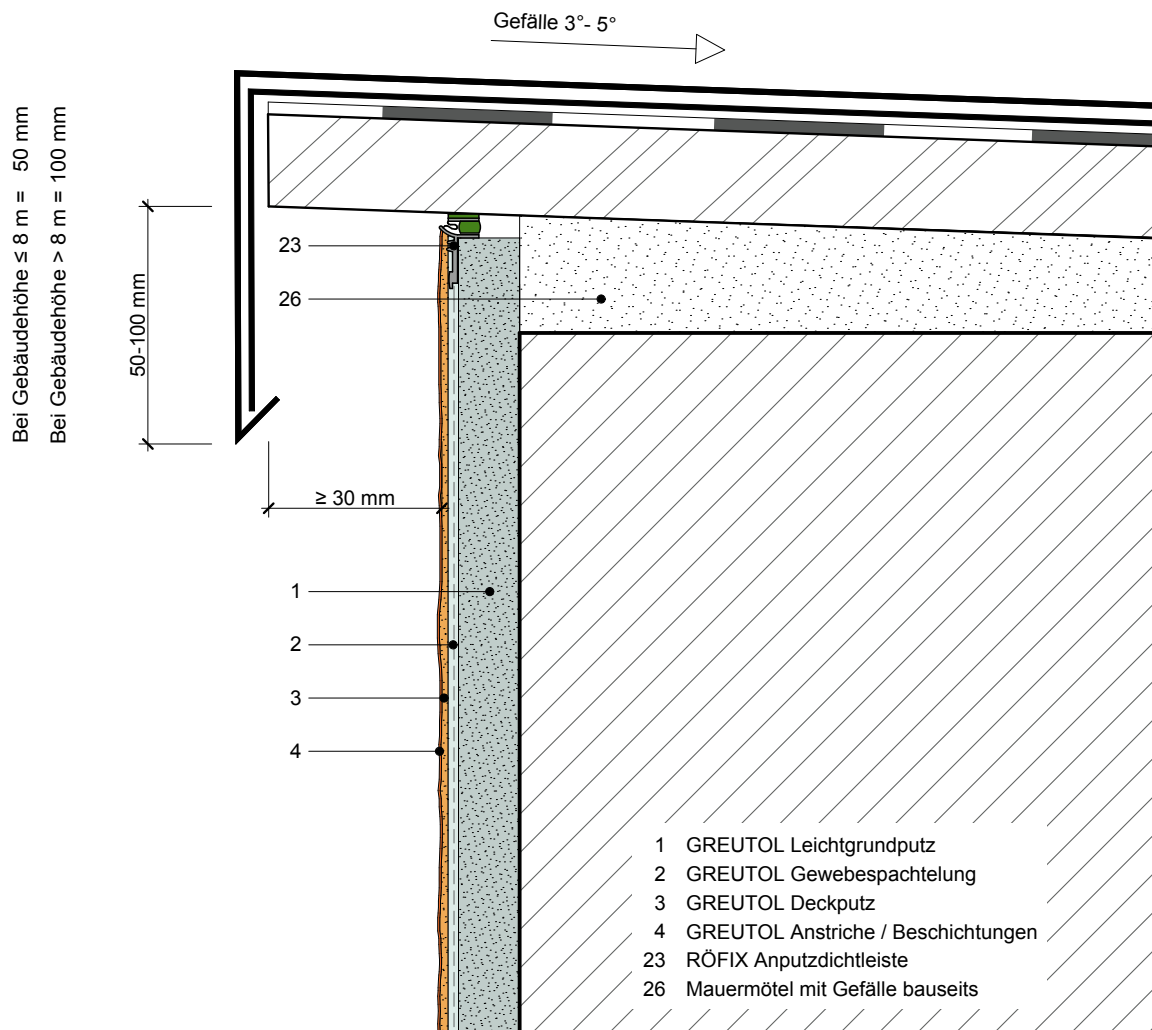 Gefälle 3°- 5°
Bei Gebäudehöhe ≤ 8 m = 50 mm
Bei Gebäudehöhe > 8 m = 100 mm
50-100 mm
23
26
≥ 30 mm
1
2
3
4
1 GREUTOL Leichtgrundputz
2 GREUTOL Gewebespachtelung
3 GREUTOL Deckputz
4 GREUTOL Anstriche / Beschichtungen
23 RÖFIX Anputzdichtleiste
26 Mauermötel mit Gefälle bauseits